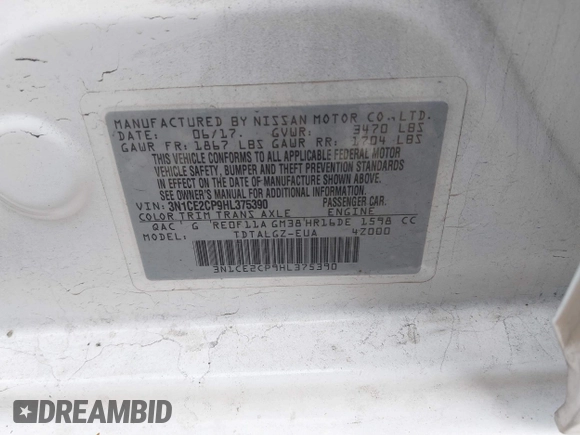 MANUFACTURED BY NISSAN MOTOR CO.,LTD.
DATE: 06/17. GVWR: 3470 LBS
GAWR FR: 1867 LBS GAWR RR: 1704 LBS
THIS VEHICLE CONFORMS TO ALL APPLICABLE FEDERAL MOTOR
VEHICLE SAFETY, BUMPER AND THEFT PREVENTION STANDARDS
IN EFFECT ON THE DATE OF MANUFACTURE SHOWN ABOVE.
SEE OWNER'S MANUAL FOR ADDITIONAL INFORMATION.
VIN: 3N1CE2CP9HL375390 PASSENGER CAR.
COLOR TRIM TRANS AXLE ENGINE
QAC G RE0F11A GM38 HR16DE 1598 CC
MODEL: TDTALGZ-EUA 4Z000
3N1CE2CP9HL375390
DREAMBID